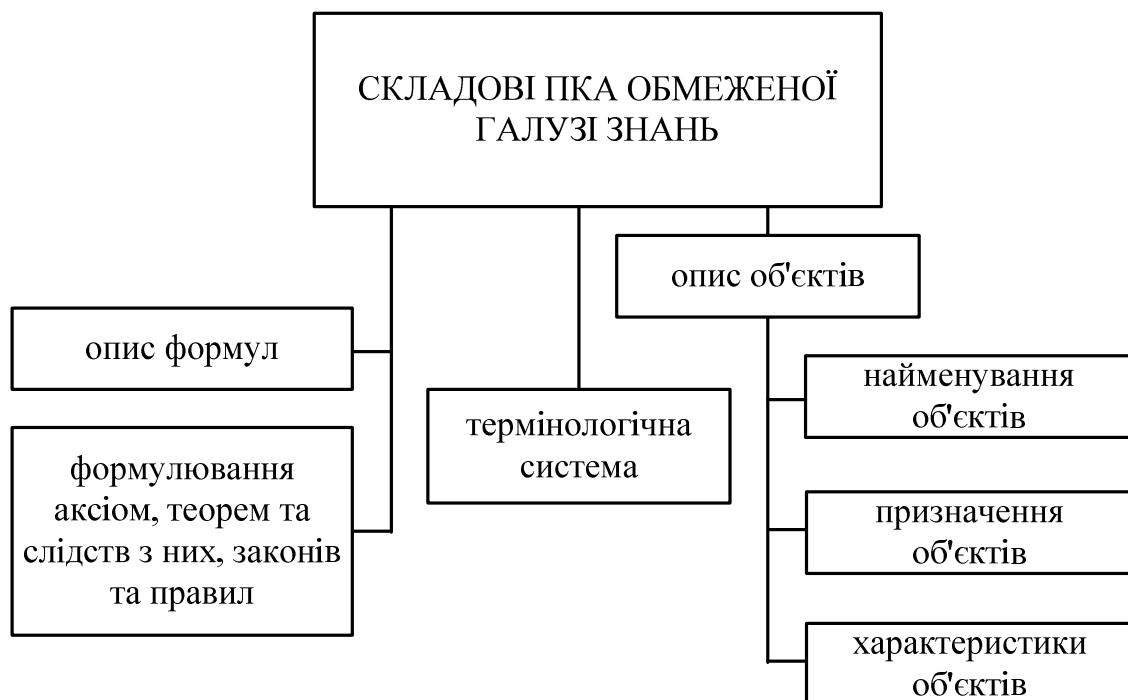 СКЛАДОВІ ПКА ОБМЕЖЕНОЇ
ГАЛУЗІ ЗНАНЬ
опис формул
формулювання
аксіом, теорем та
слідств з них, законів
та правил
термінологічна
система
опис об'єктів
найменування
об'єктів
призначення
об'єктів
характеристики
об'єктів